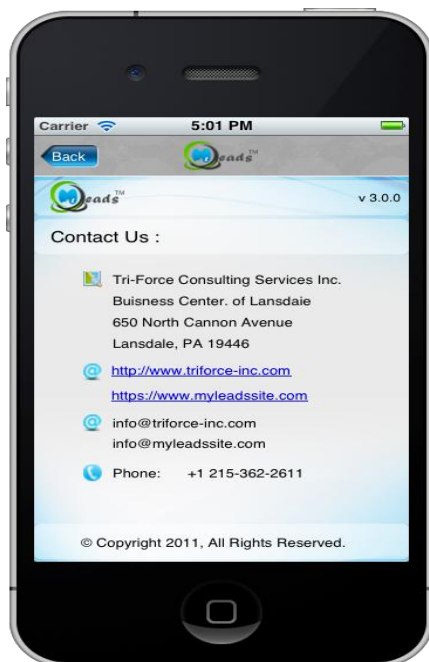 Carrier 5:01 PM
Back MyLeads™
MyLeads™ v 3.0.0
Contact Us :
Tri-Force Consulting Services Inc.
Buisness Center. of Lansdaie
650 North Cannon Avenue
Lansdale, PA 19446
http://www.triforce-inc.com
https://www.myleadssite.com
info@triforce-inc.com
info@myleadssite.com
Phone: +1 215-362-2611
© Copyright 2011, All Rights Reserved.